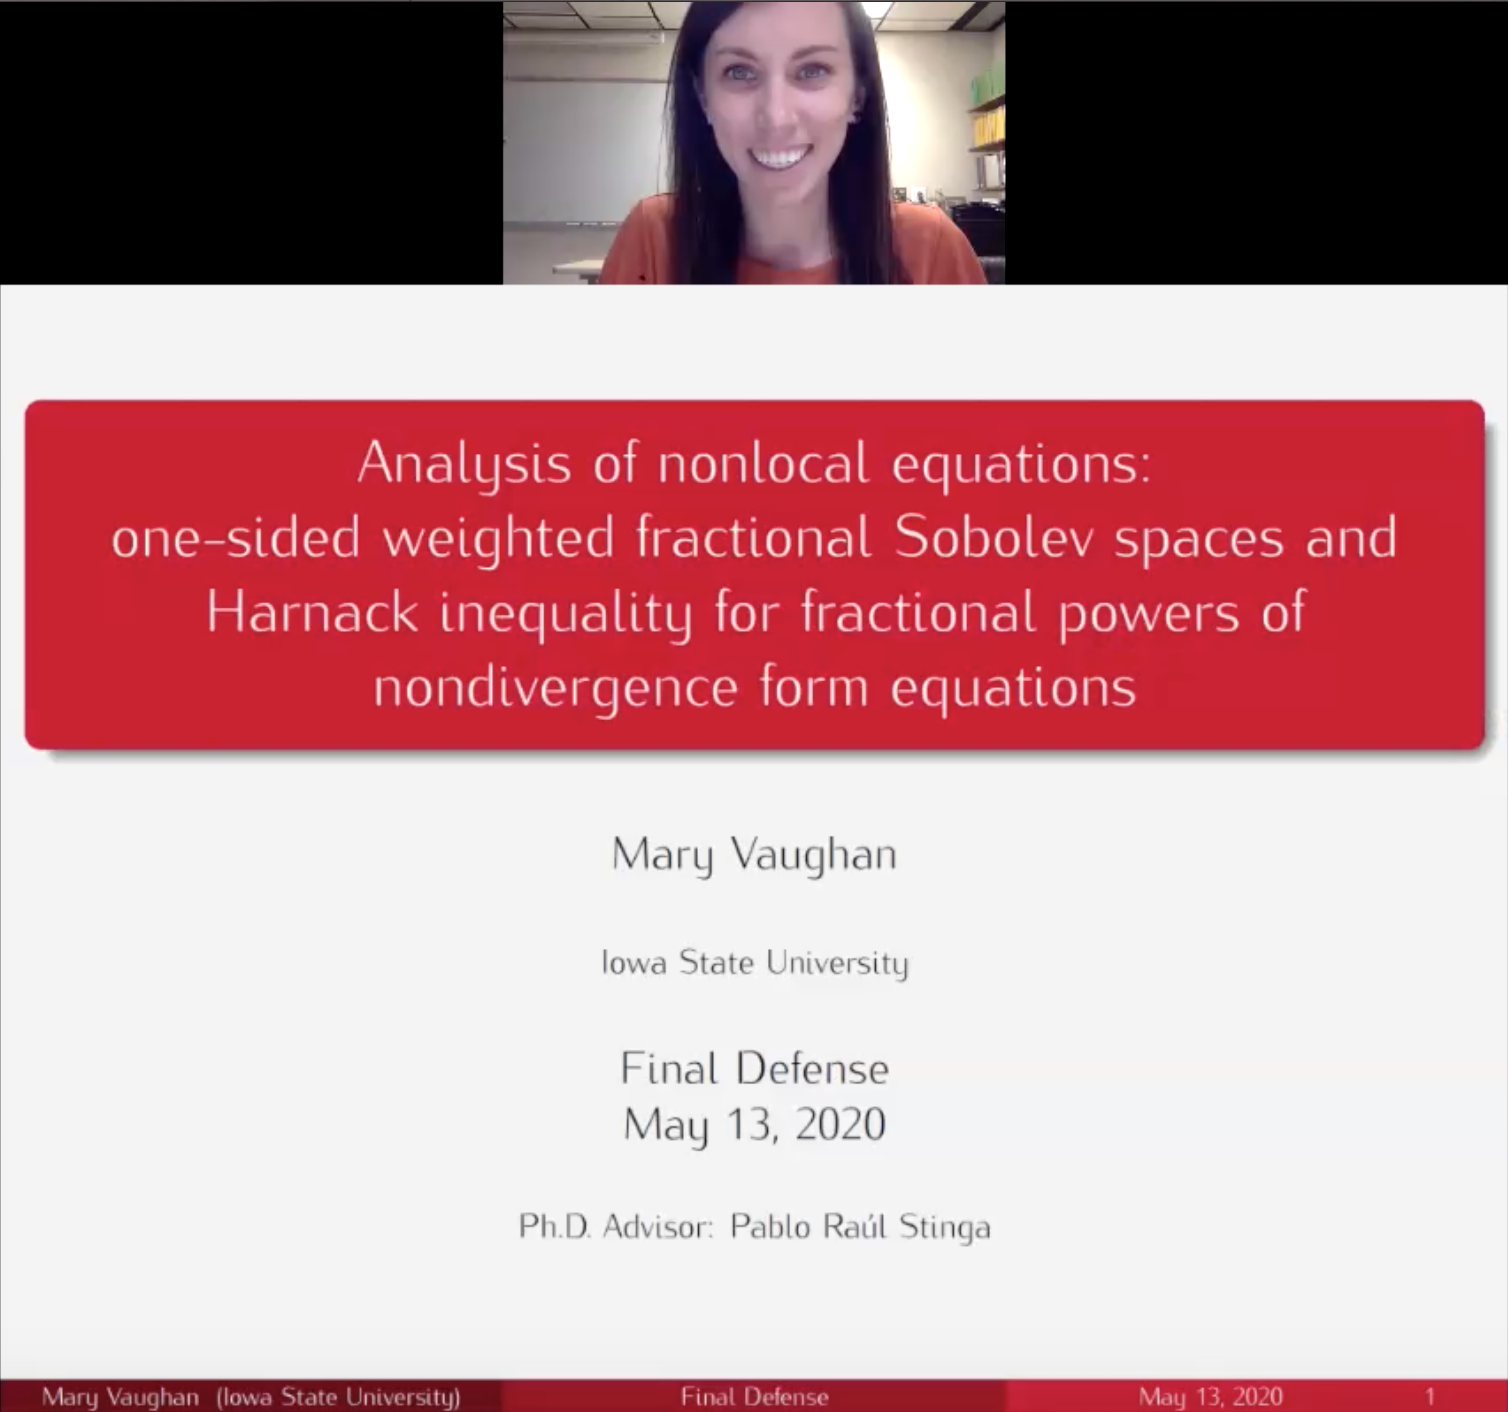 Analysis of nonlocal equations:
one-sided weighted fractional Sobolev spaces and
Harnack inequality for fractional powers of
nondivergence form equations
Mary Vaughan
Iowa State University
Final Defense
May 13, 2020
Ph.D. Advisor: Pablo Raúl Stinga
Mary Vaughan (Iowa State University) Final Defense May 13, 2020 1